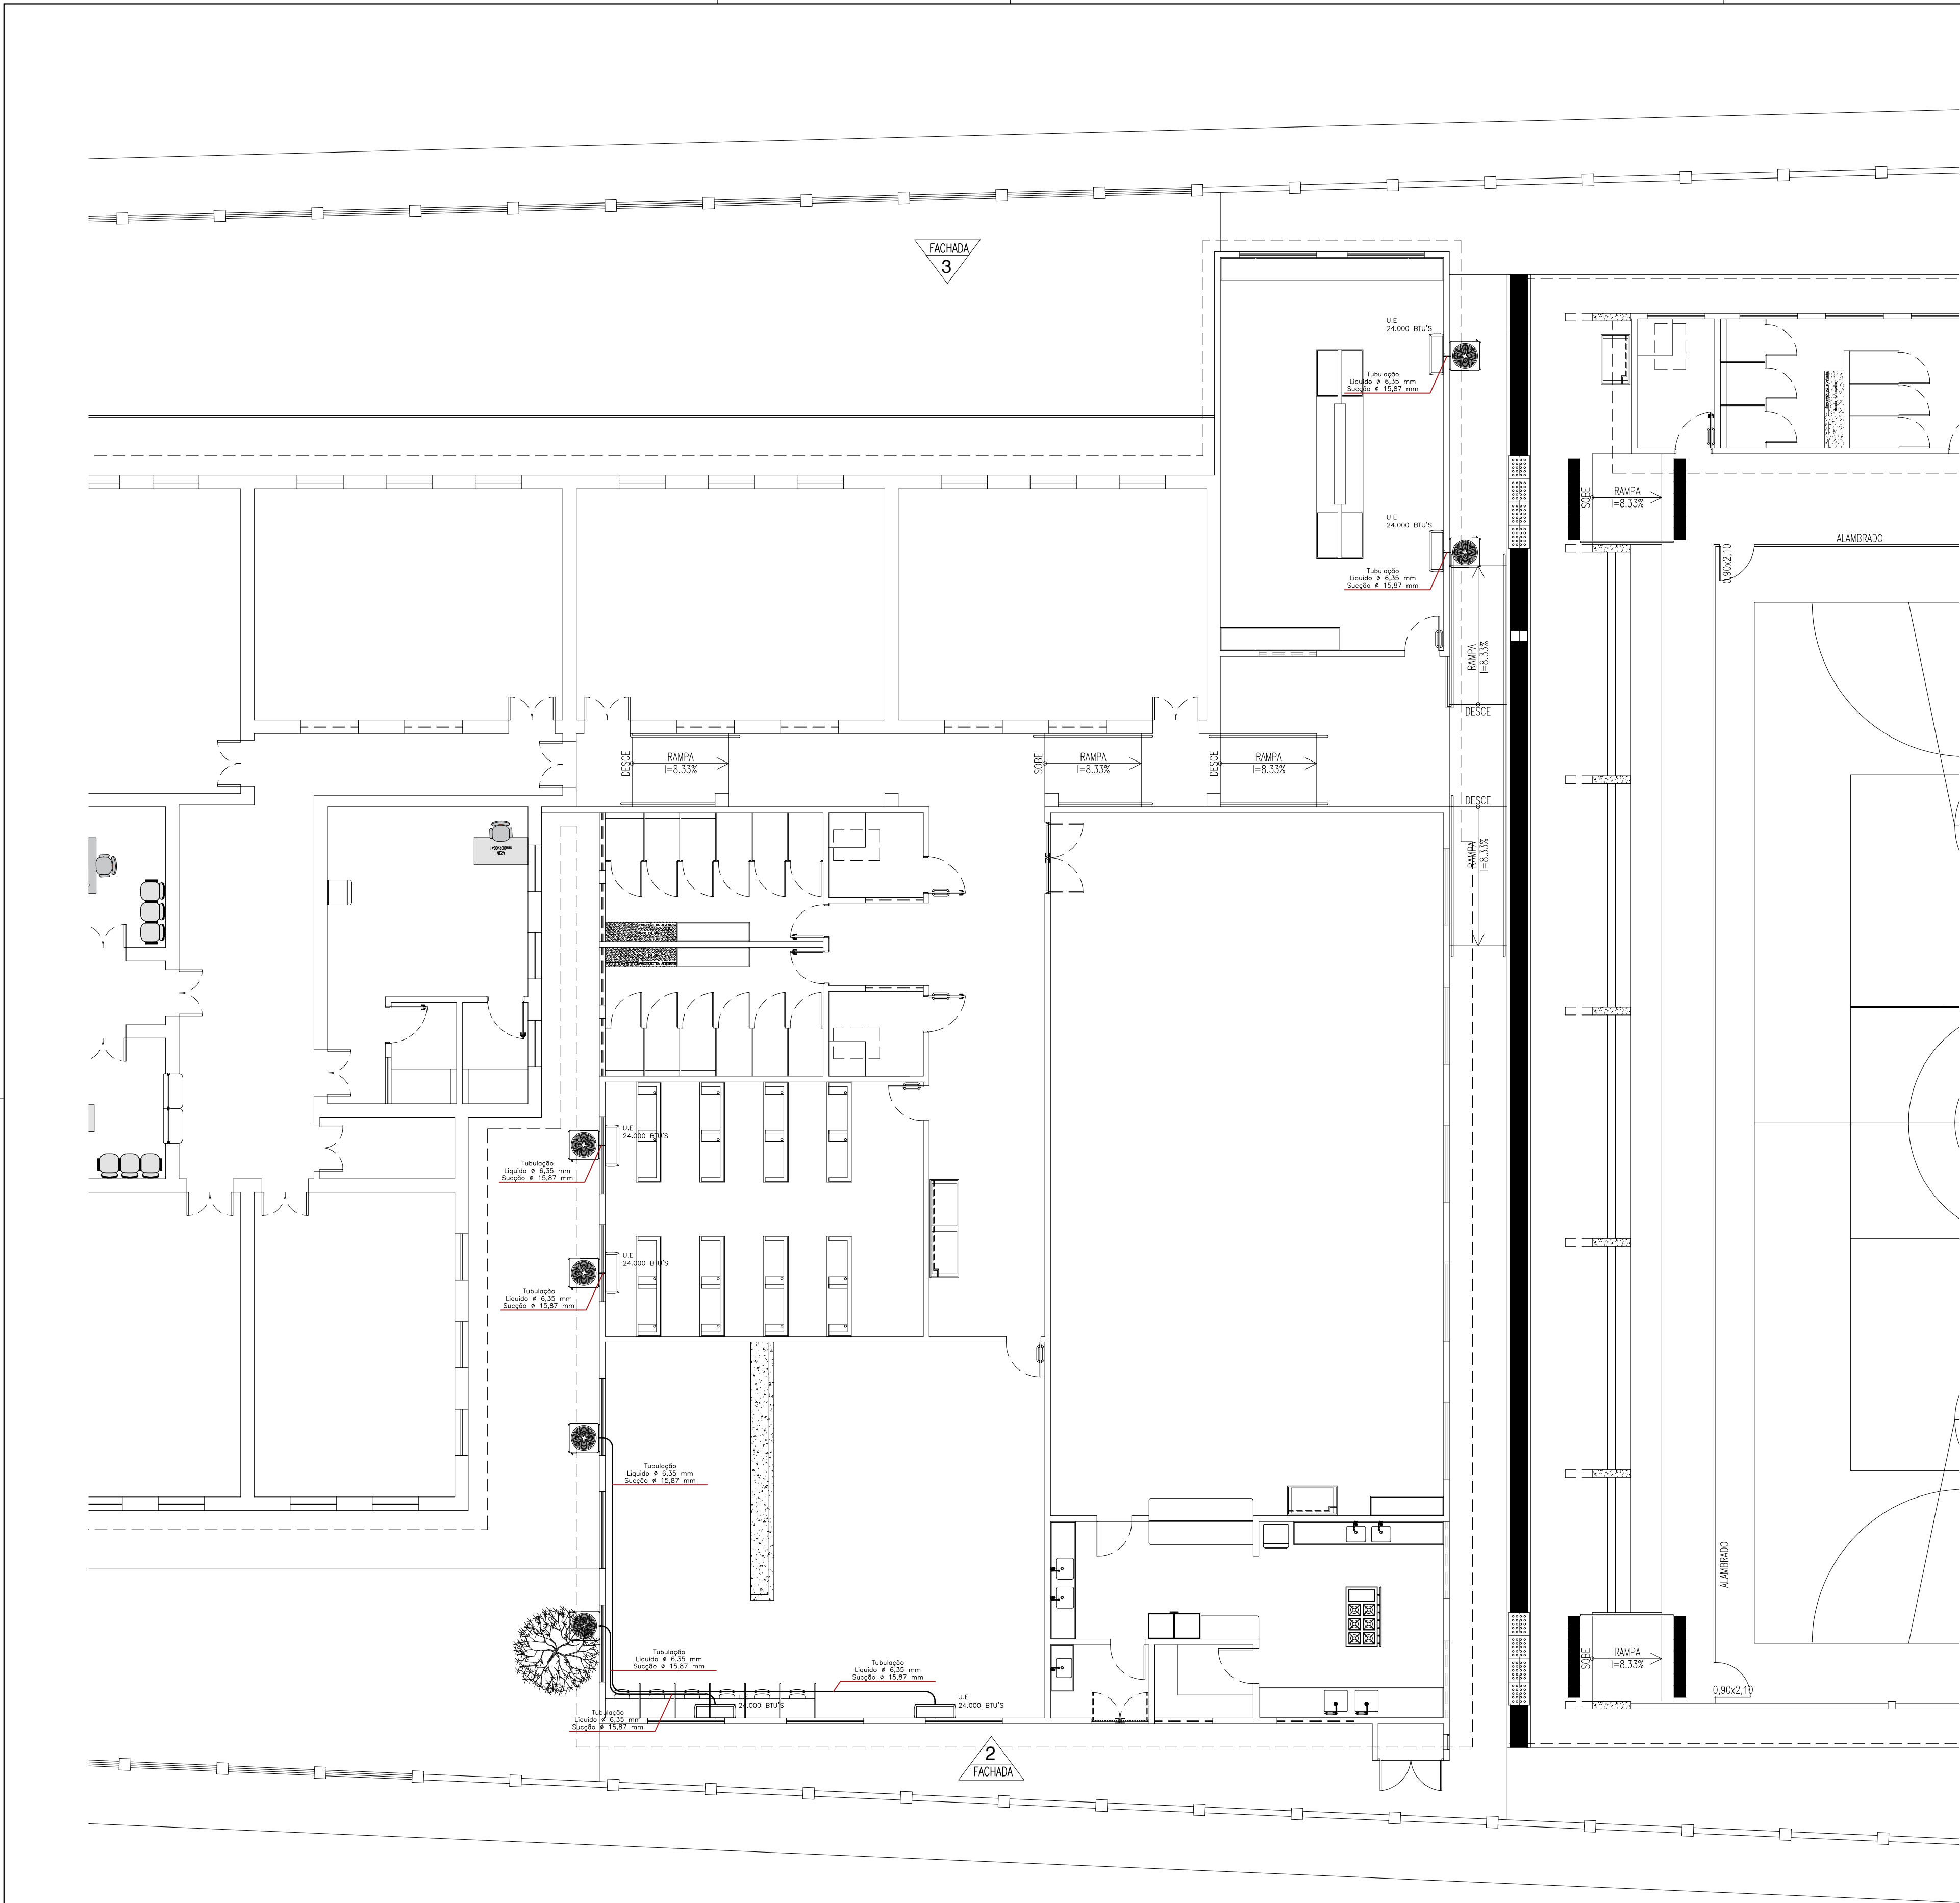 FACHADA
3
U.E
24.000 BTU'S
Tubulação
Líquido ø 6,35 mm
Sucção ø 15,87 mm
U.E
24.000 BTU'S
Tubulação
Líquido ø 6,35 mm
Sucção ø 15,87 mm
SOBE
RAMPA
I=8.33%
ALAMBRADO
0,90x2,10
RAMPA
I=8.33%
DESCE
DESCE
RAMPA
I=8.33%
SOBE
RAMPA
I=8.33%
DESCE
RAMPA
I=8.33%
DESCE
RAMPA
I=8.33%
U.E
24.000 BTU'S
Tubulação
Líquido ø 6,35 mm
Sucção ø 15,87 mm
U.E
24.000 BTU'S
Tubulação
Líquido ø 6,35 mm
Sucção ø 15,87 mm
Tubulação
Líquido ø 6,35 mm
Sucção ø 15,87 mm
ALAMBRADO
Tubulação
Líquido ø 6,35 mm
Sucção ø 15,87 mm
Tubulação
Líquido ø 6,35 mm
Sucção ø 15,87 mm
SOBE
RAMPA
I=8.33%
0,90x2,10
U.E
24.000 BTU'S
U.E
24.000 BTU'S
Tubulação
Líquido ø 6,35 mm
Sucção ø 15,87 mm
2
FACHADA